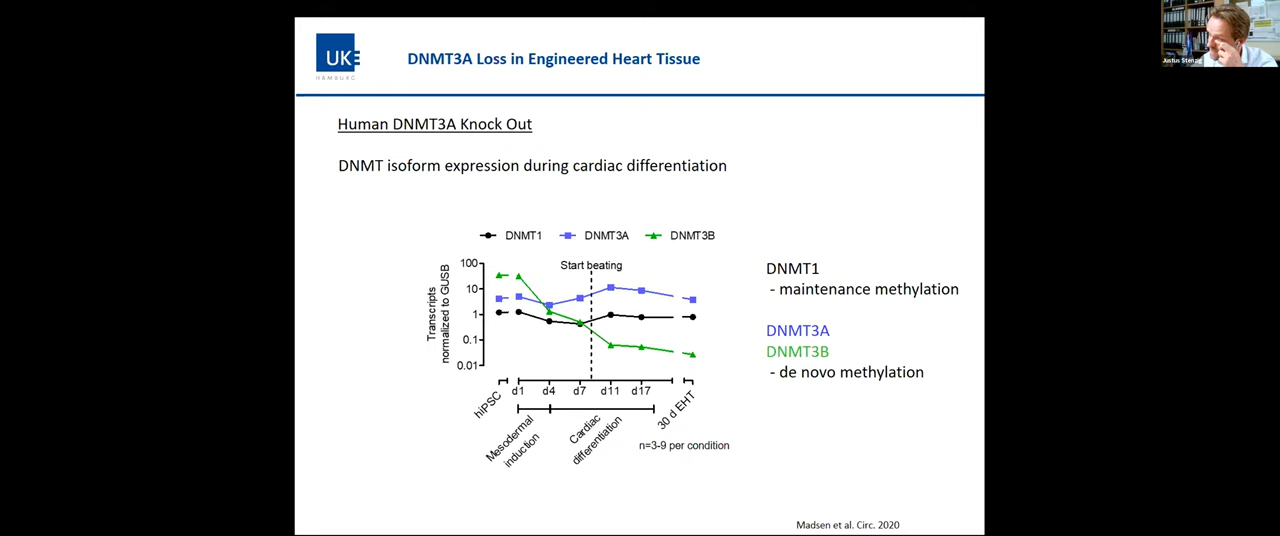 UKE
HAMBURG
DNMT3A Loss in Engineered Heart Tissue
Justus Stenzig
Human DNMT3A Knock Out
DNMT isoform expression during cardiac differentiation
DNMT1 DNMT3A DNMT3B
Start beating
Transcripts
normalized to GUSB
100
10
1
0.1
0.01
hiPSC d1 d4 d7 d11 d17 30 d EHT
Mesodermal
induction
Cardiac
differentiation
n=3-9 per condition
DNMT1
- maintenance methylation
DNMT3A
DNMT3B
- de novo methylation
Madsen et al. Circ. 2020